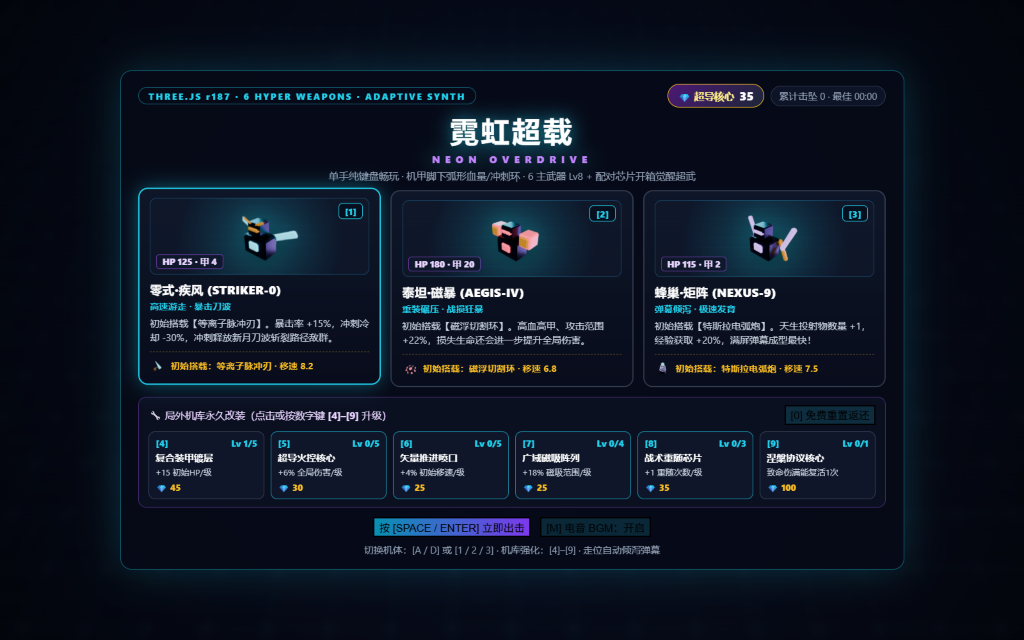 THREE.JS r187 · 6 HYPER WEAPONS · ADAPTIVE SYNTH
超导核心 35
累计击坠 0 · 最佳 00:00
霓虹超载
NEON OVERDRIVE
单手纯键盘畅玩 · 机甲脚下弧形血量/冲刺环 · 6 主武器 Lv8 + 配对芯片开箱觉醒超武
[1]
HP 125 · 甲 4
零式·疾风 (STRIKER-0)
高速游走 · 暴击刀波
初始搭载【等离子脉冲刃】。暴击率 +15%，冲刺冷
却 -30%，冲刺释放新月刀波斩裂路径敌群。
初始搭载：等离子脉冲刃 · 移速 8.2
[2]
HP 180 · 甲 20
泰坦·磁暴 (AEGIS-IV)
重装碾压 · 战损狂暴
初始搭载【磁浮切割环】。高血高甲、攻击范围
+22%，损失生命还会进一步提升全局伤害。
初始搭载：磁浮切割环 · 移速 6.8
[3]
HP 115 · 甲 2
蜂巢·矩阵 (NEXUS-9)
弹幕倾泻 · 极速发育
初始搭载【特斯拉电弧炮】。天生投射物数量 +1，
经验获取 +20%，满屏弹幕成型最快！
初始搭载：特斯拉电弧炮 · 移速 7.5
局外机库永久改装（点击或按数字键 [4]–[9] 升级）
[0] 免费重置返还
[4] Lv 1/5
复合装甲镀层
+15 初始HP/级
45
[5] Lv 0/5
超导火控核心
+6% 全局伤害/级
30
[6] Lv 0/5
矢量推进喷口
+4% 初始移速/级
25
[7] Lv 0/4
广域磁吸阵列
+18% 磁吸范围/级
25
[8] Lv 0/3
战术重随芯片
+1 重随次数/级
35
[9] Lv 0/1
涅槃协议核心
致命伤满能复活1次
100
按 [SPACE / ENTER] 立即出击
[M] 电音 BGM：开启
切换机体：[A / D] 或 [1 / 2 / 3] · 机库强化：[4]–[9] · 走位自动倾泻弹幕